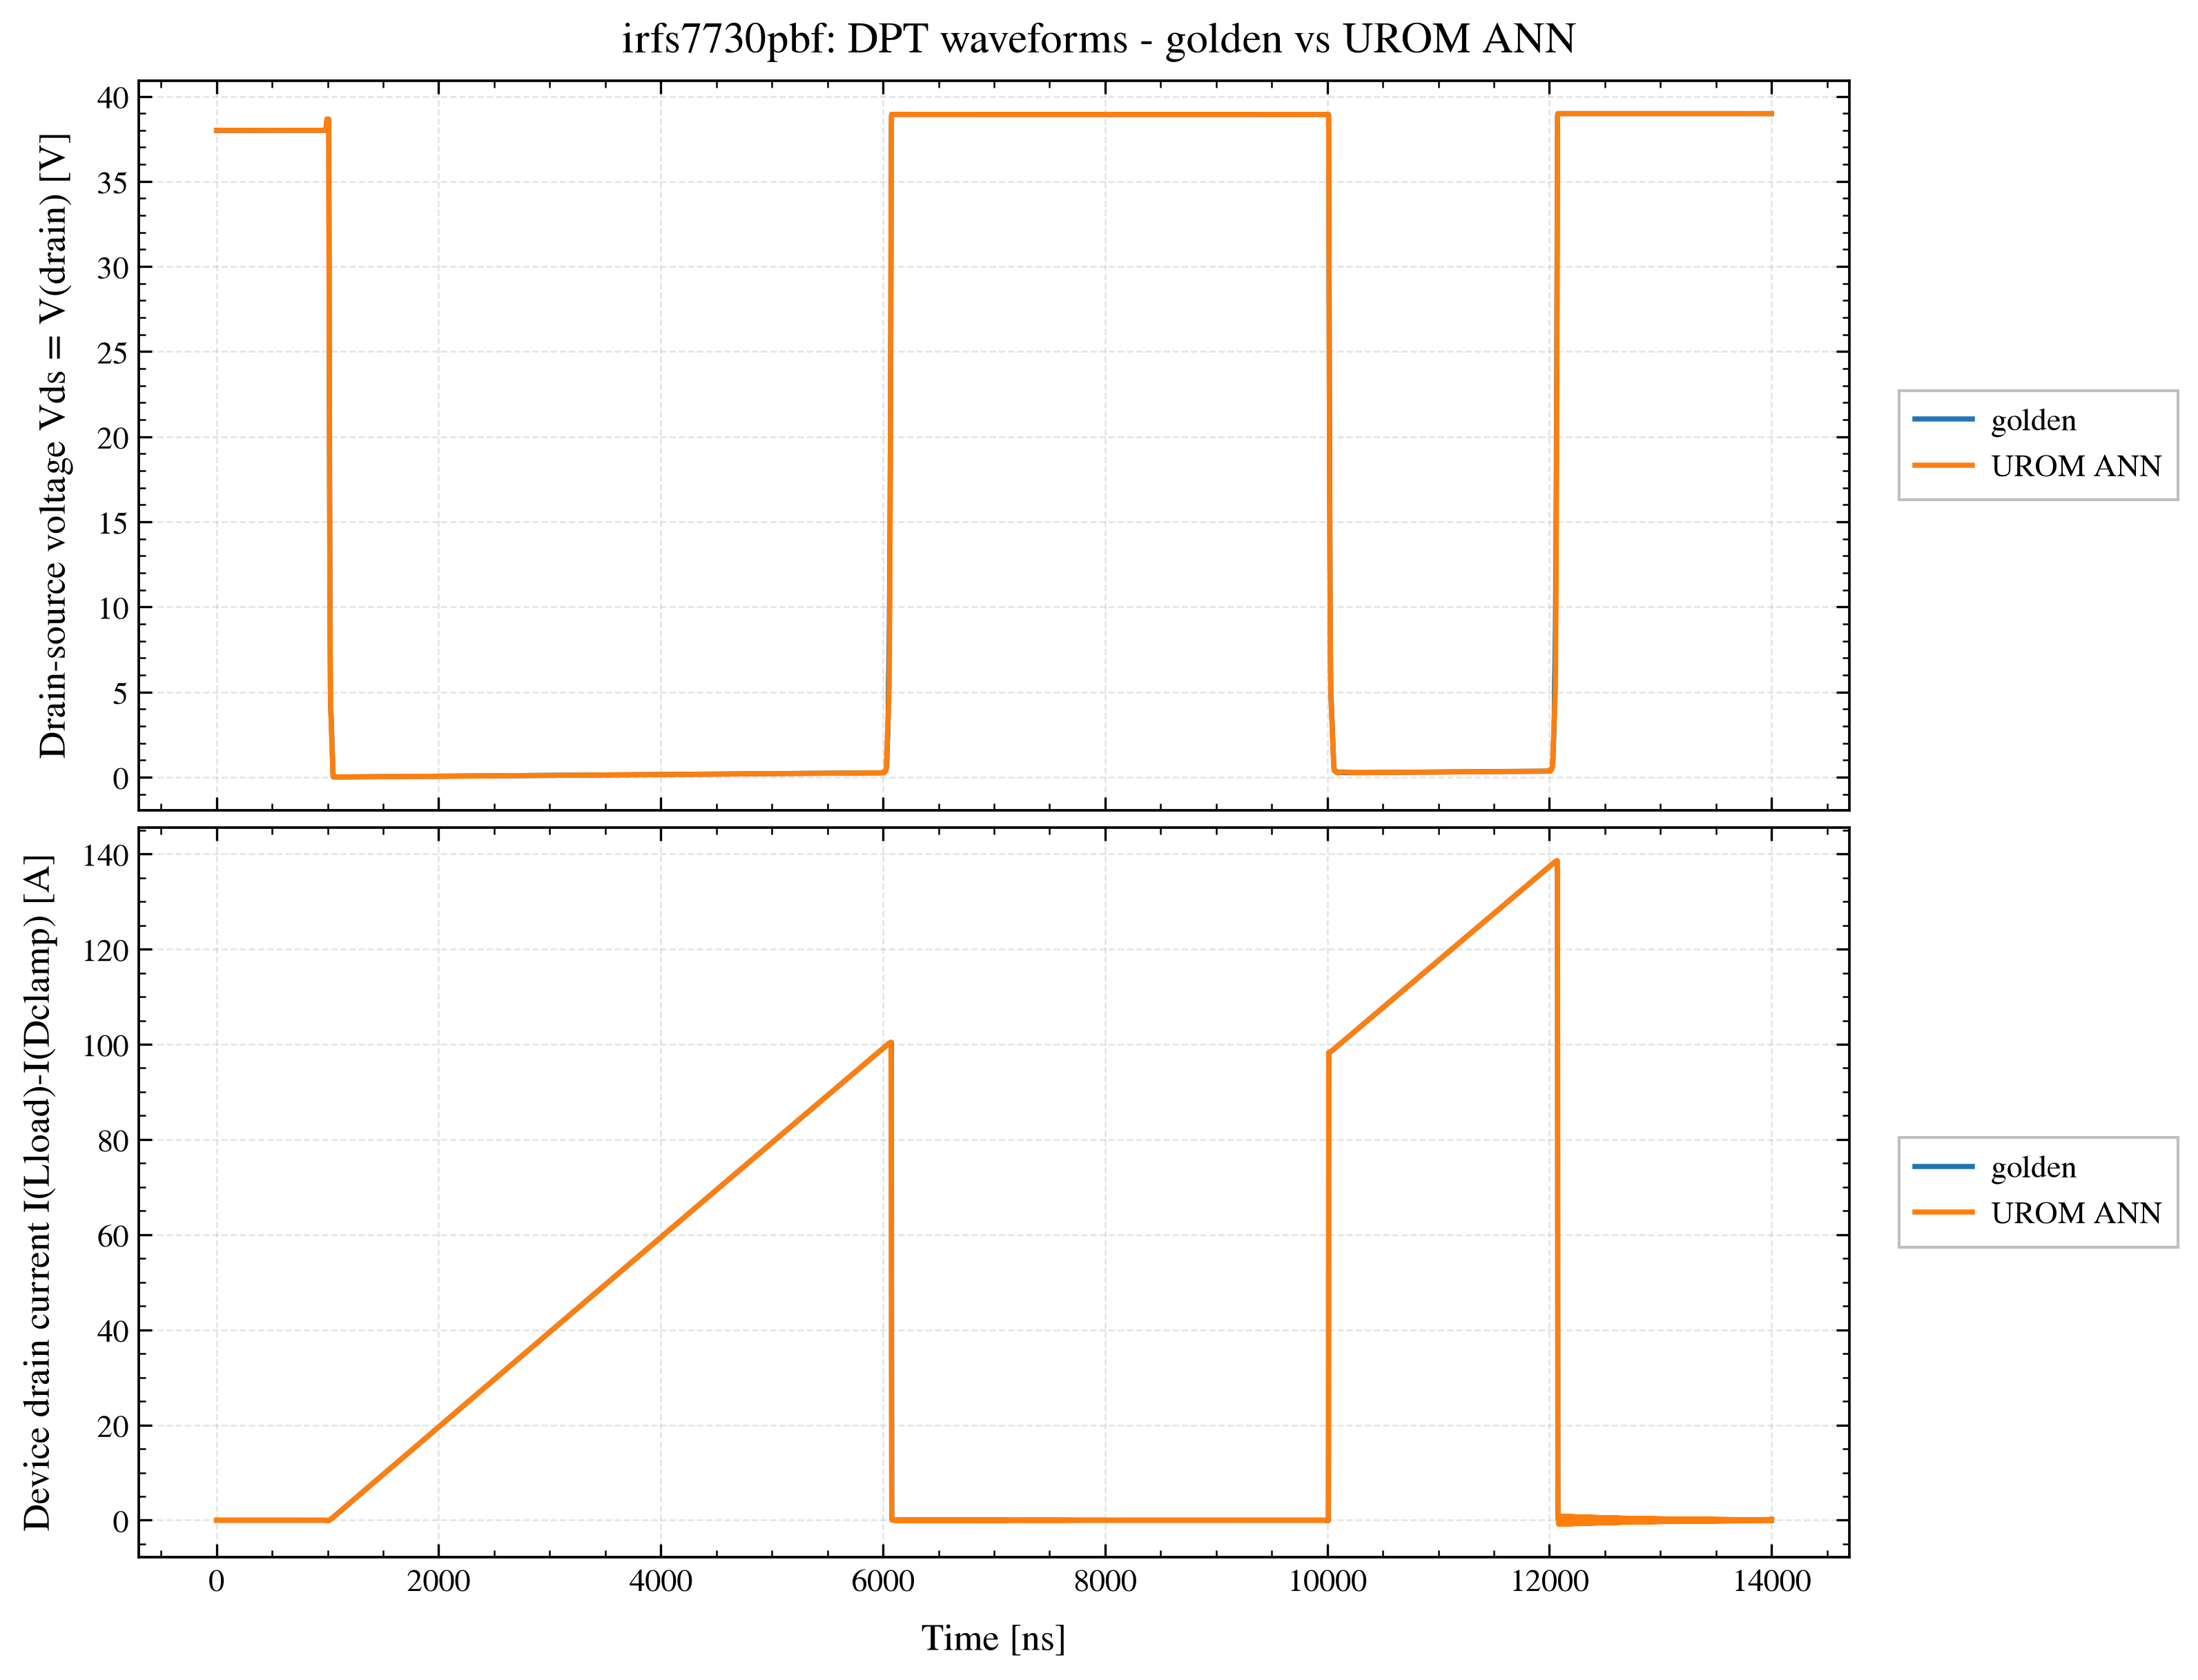 irfs7730pbf: DPT waveforms - golden vs UROM ANN
Drain-source voltage Vds = V(drain) [V]
40
35
30
25
20
15
10
5
0
golden
UROM ANN
Device drain current I(Lload)-I(Dclamp) [A]
140
120
100
80
60
40
20
0
golden
UROM ANN
0 2000 4000 6000 8000 10000 12000 14000
Time [ns]